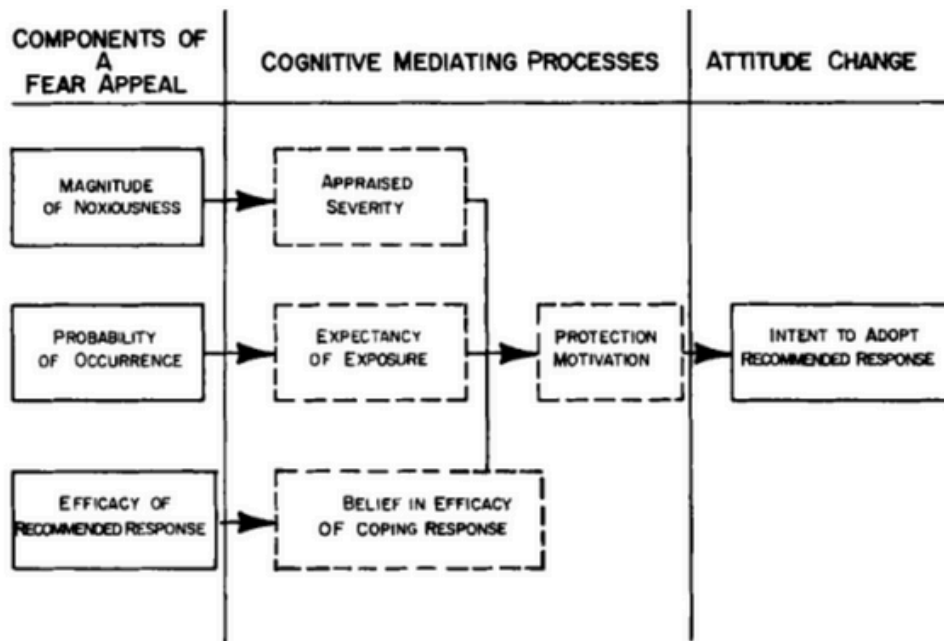 COMPONENTS OF
A
FEAR APPEAL
COGNITIVE MEDIATING PROCESSES
ATTITUDE CHANGE
MAGNITUDE
OF NOXIOUSNESS
APPRAISED
SEVERITY
PROBABILITY
OF OCCURRENCE
EXPECTANCY
OF EXPOSURE
PROTECTION
MOTIVATION
INTENT TO ADOPT
RECOMMENDED RESPONSE
EFFICACY OF
RECOMMENDED RESPONSE
BELIEF IN EFFICACY
OF COPING RESPONSE